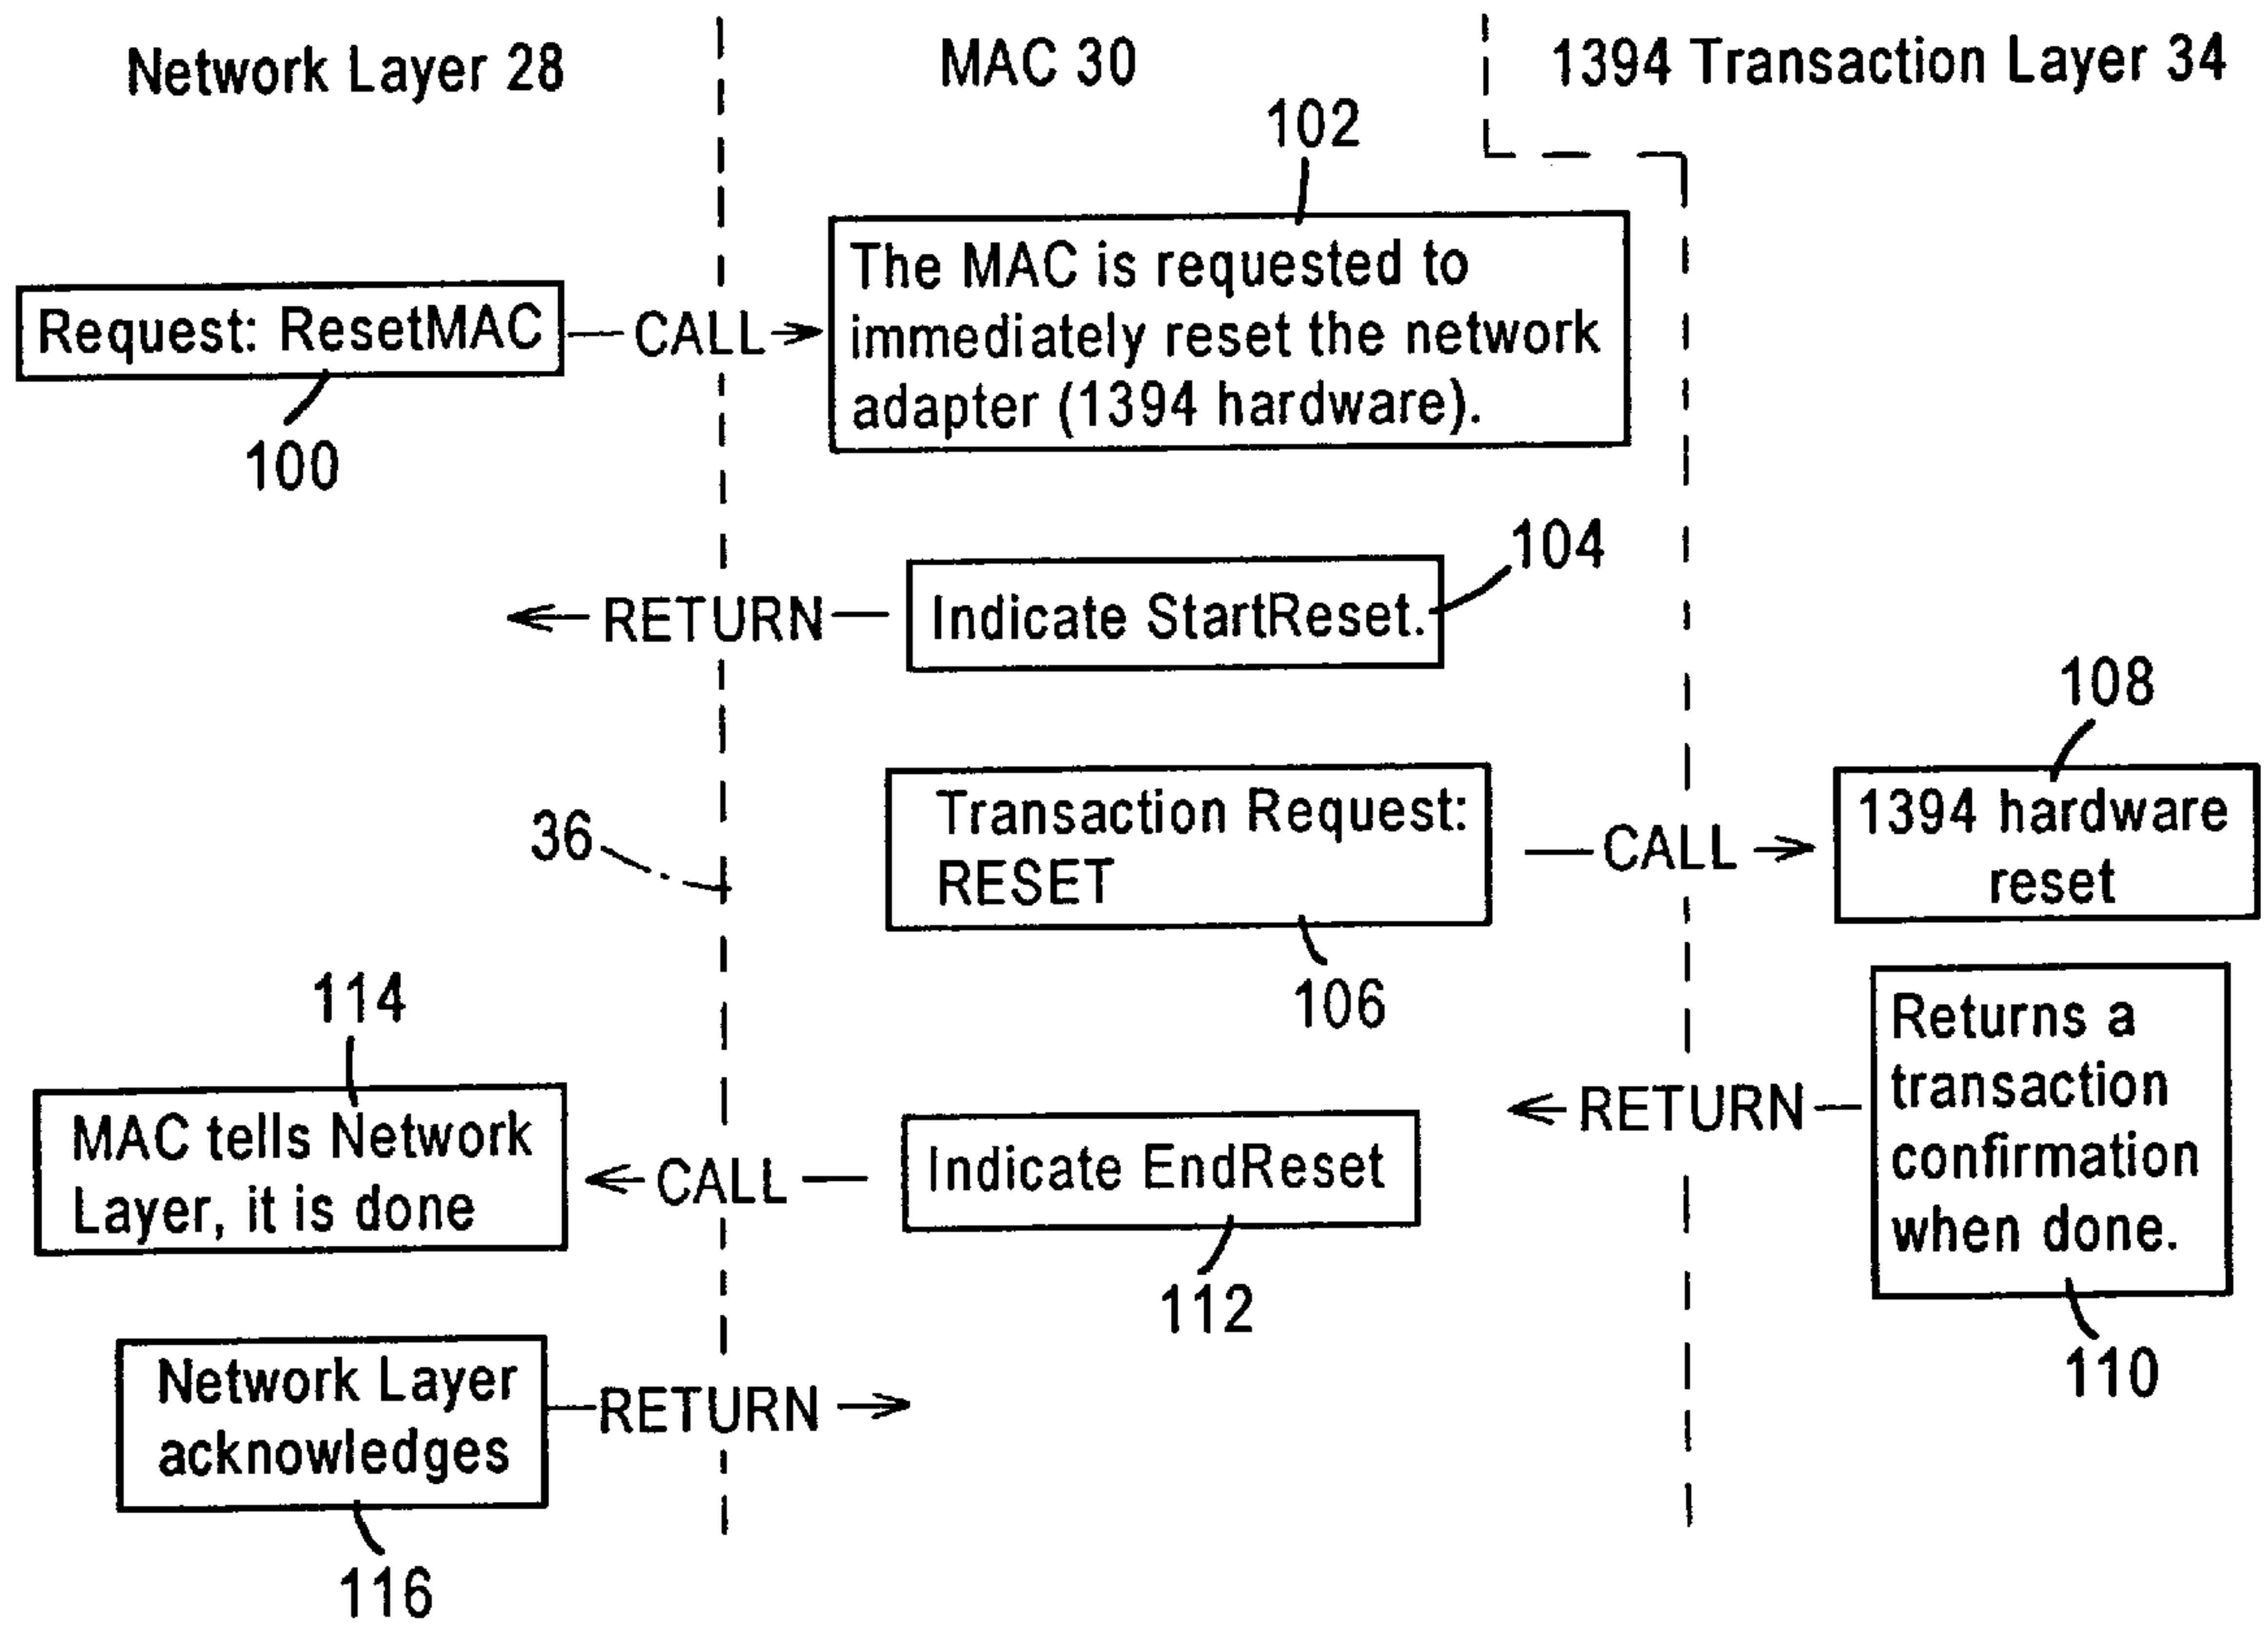 Network Layer 28
MAC 30
1394 Transaction Layer 34
102
The MAC is requested to
immediately reset the network
adapter (1394 hardware).
Request: ResetMAC
CALL
100
104
RETURN
Indicate StartReset.
108
36
Transaction Request:
RESET
CALL
1394 hardware
reset
106
114
Returns a
transaction
confirmation
when done.
RETURN
MAC tells Network
Layer, it is done
CALL
Indicate EndReset
112
110
Network Layer
acknowledges
RETURN
116